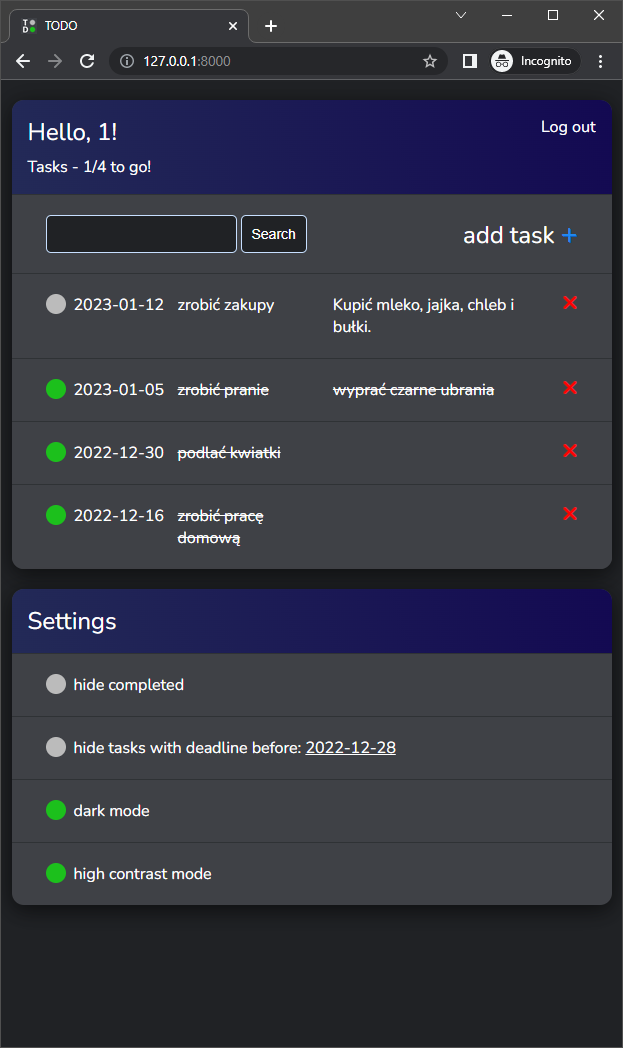 TODO
127.0.0.1:8000
Incognito
Hello, 1!
Log out
Tasks - 1/4 to go!
Search
add task +
2023-01-12 zrobić zakupy Kupić mleko, jajka, chleb i
bułki.
2023-01-05 zrobić pranie wyprać czarne ubrania
2022-12-30 podlać kwiatki
2022-12-16 zrobić pracę
domową
Settings
hide completed
hide tasks with deadline before: 2022-12-28
dark mode
high contrast mode